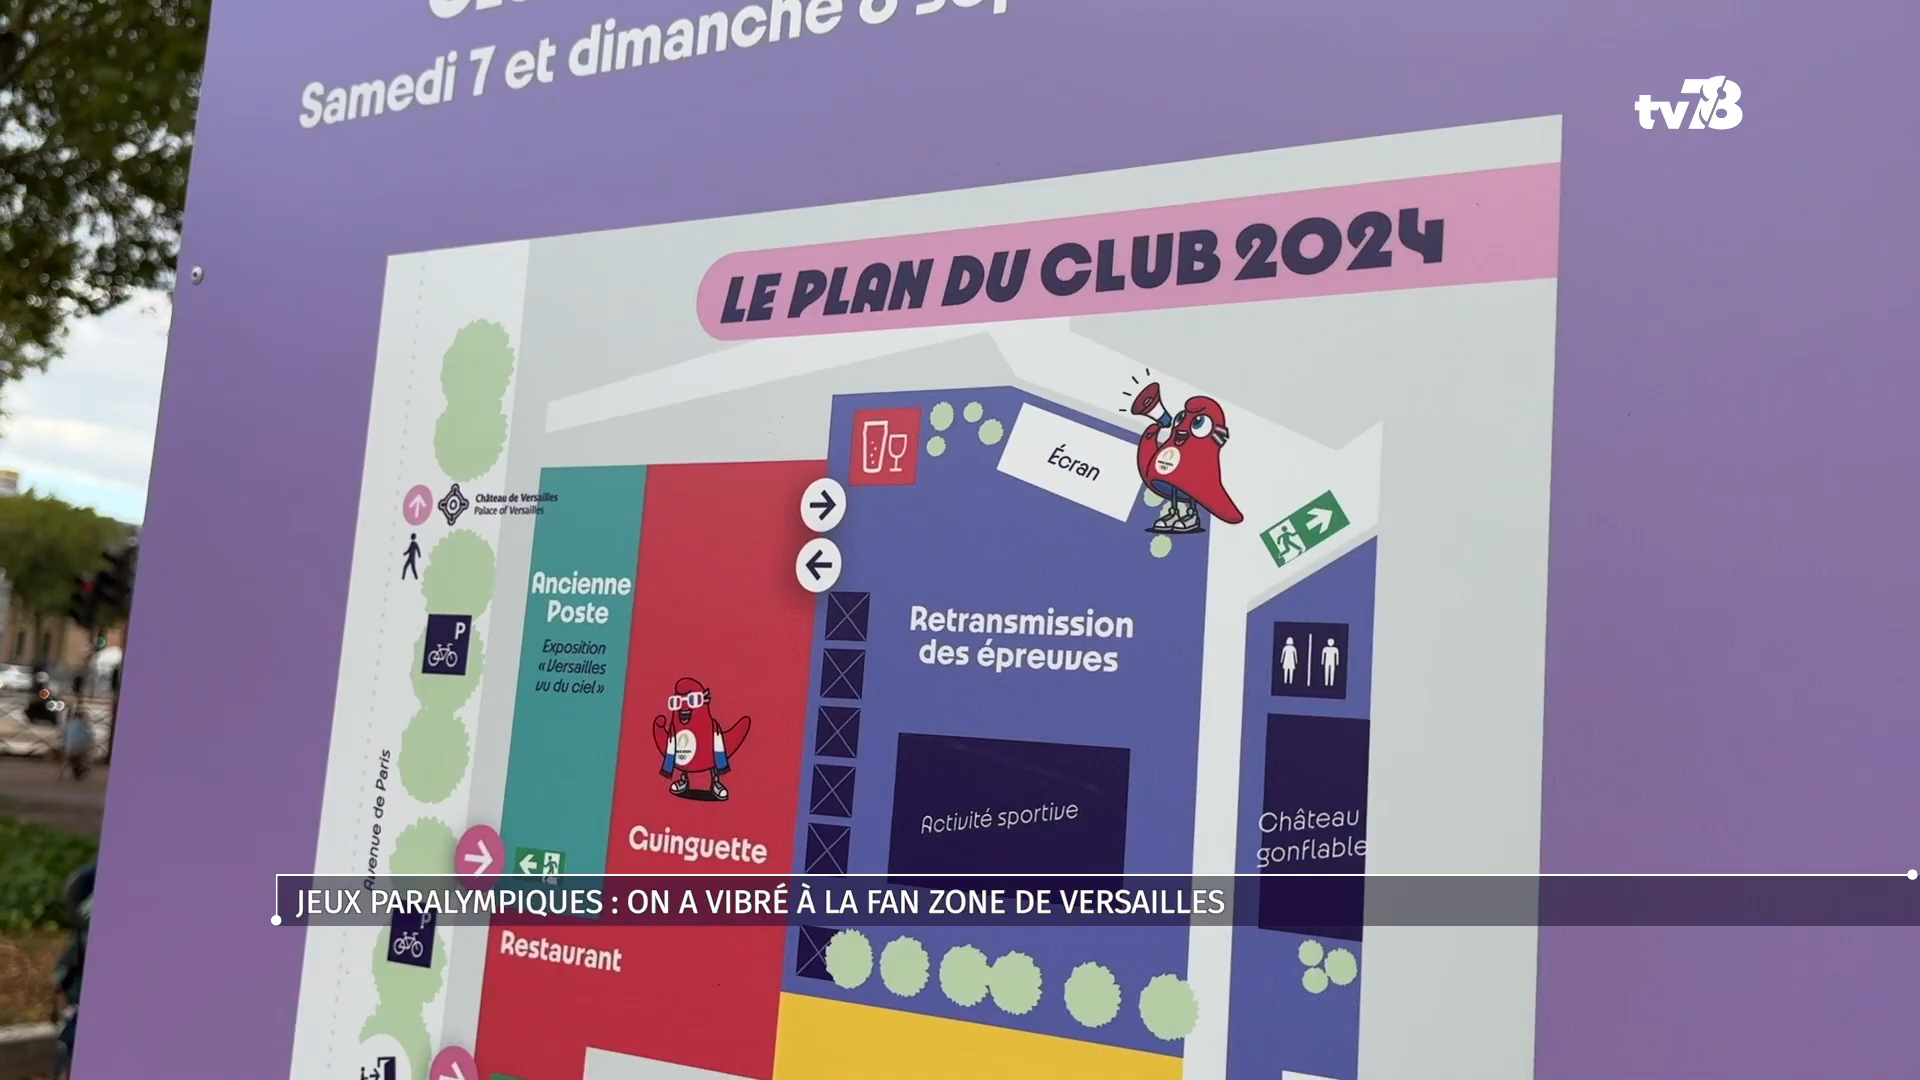 Samedi 7 et dimanche 8
tv78
LE PLAN DU CLUB 2024
Écran
Château de Versailles
Palace of Versailles
Ancienne
Poste
Exposition
« Versailles
vu du ciel »
P
Retransmission
des épreuves
Avenue de Paris
Guinguette
Activité sportive
Château
gonflable
JEUX PARALYMPIQUES : ON A VIBRÉ À LA FAN ZONE DE VERSAILLES
P
Restaurant